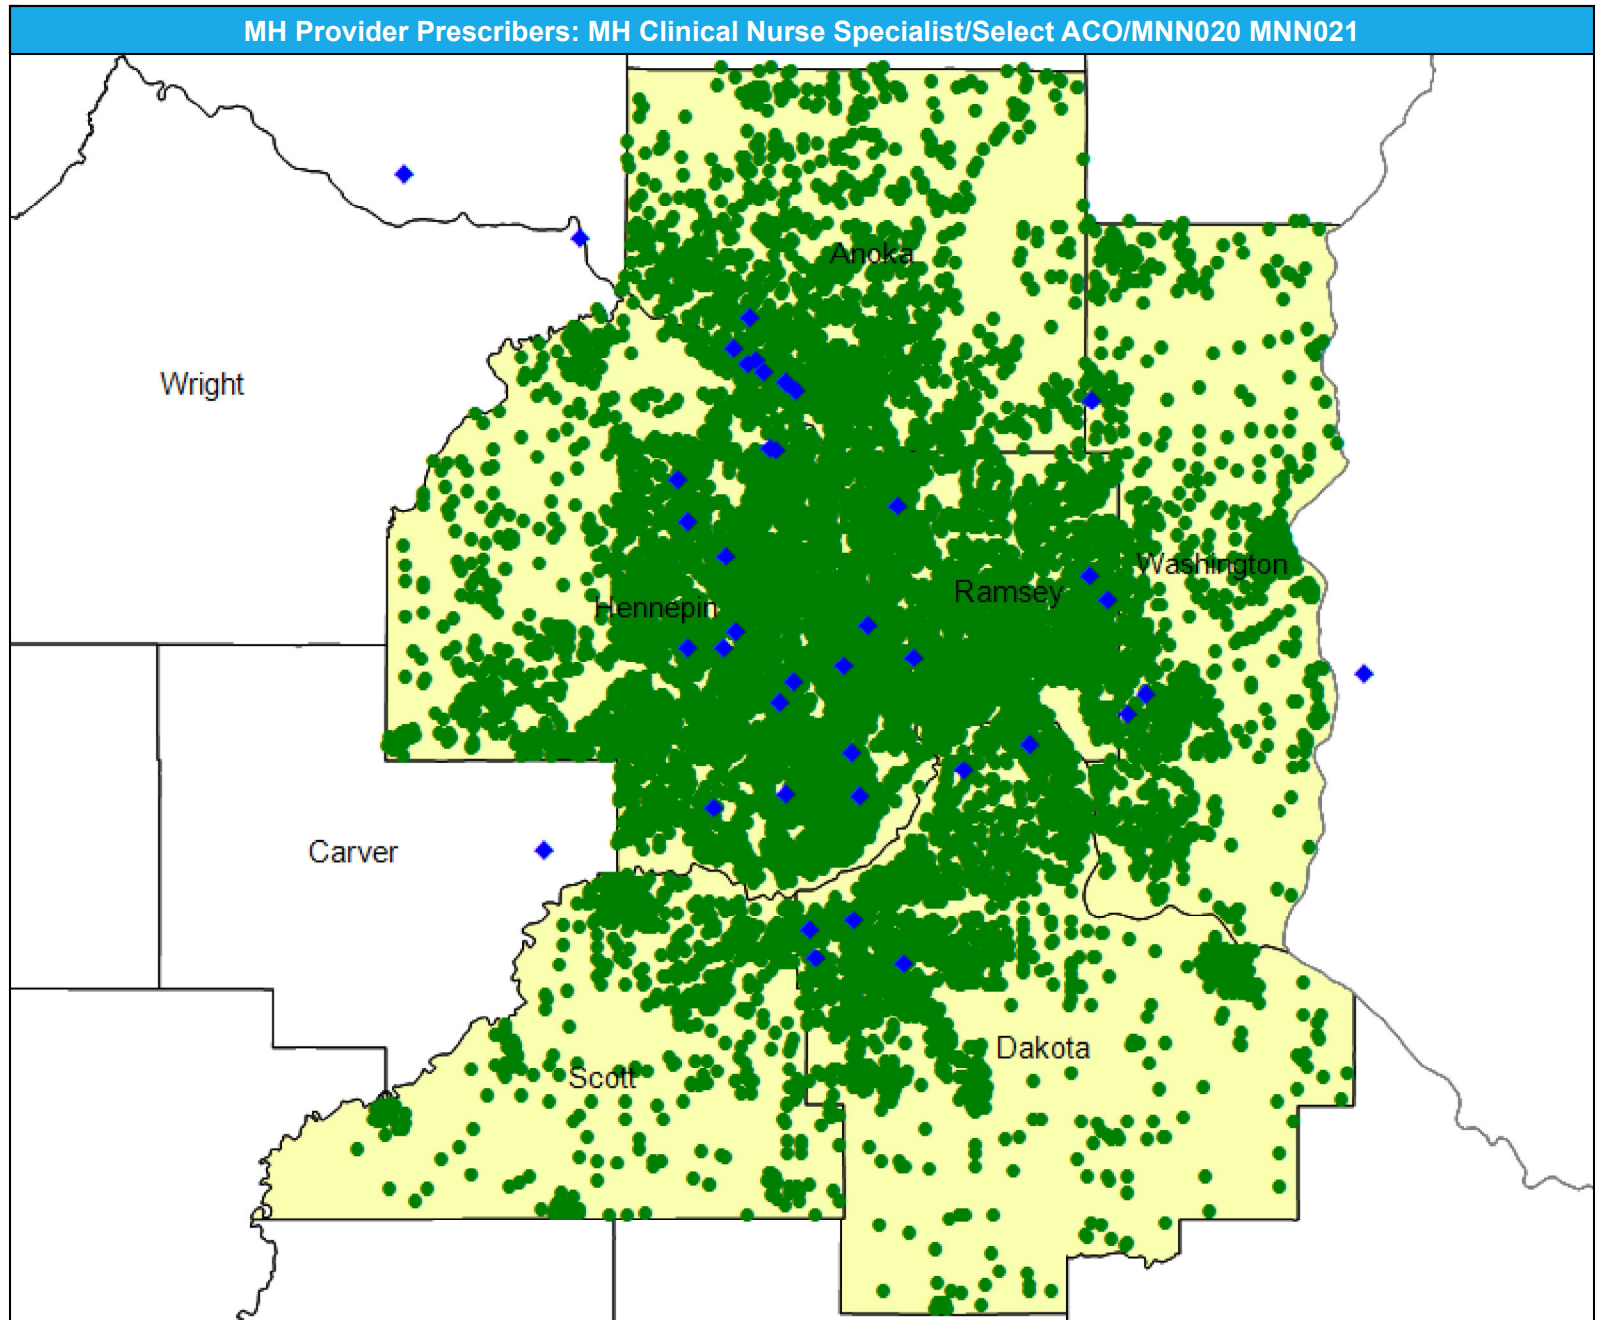 MH Provider Prescribers: MH Clinical Nurse Specialist/Select ACO/MNN020 MNN021
Anoka
Wright
Washington
Ramsey
Hennepin
Carver
Dakota
Scott